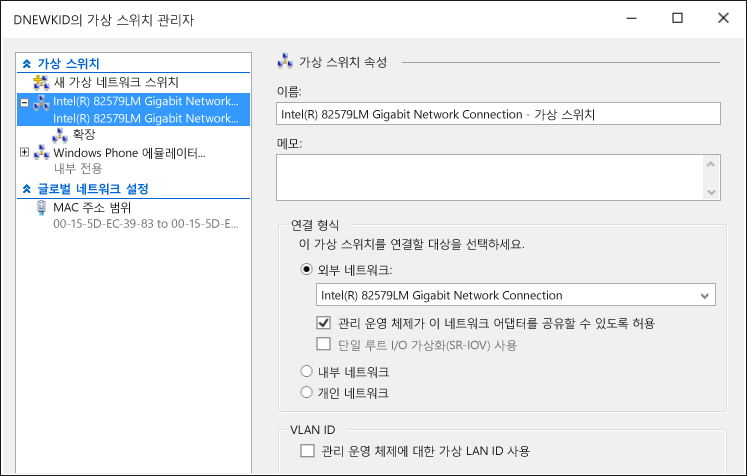 DNEWKID의 가상 스위치 관리자
가상 스위치
새 가상 네트워크 스위치
Intel(R) 82579LM Gigabit Network...
Intel(R) 82579LM Gigabit Network...
확장
Windows Phone 에뮬레이터...
내부 전용
글로벌 네트워크 설정
MAC 주소 범위
00-15-5D-EC-39-83 to 00-15-5D-E...
가상 스위치 속성
이름:
Intel(R) 82579LM Gigabit Network Connection - 가상 스위치
메모:
연결 형식
이 가상 스위치를 연결할 대상을 선택하세요.
외부 네트워크:
Intel(R) 82579LM Gigabit Network Connection
관리 운영 체제가 이 네트워크 어댑터를 공유할 수 있도록 허용
단일 루트 I/O 가상화(SR-IOV) 사용
내부 네트워크
개인 네트워크
VLAN ID
관리 운영 체제에 대한 가상 LAN ID 사용